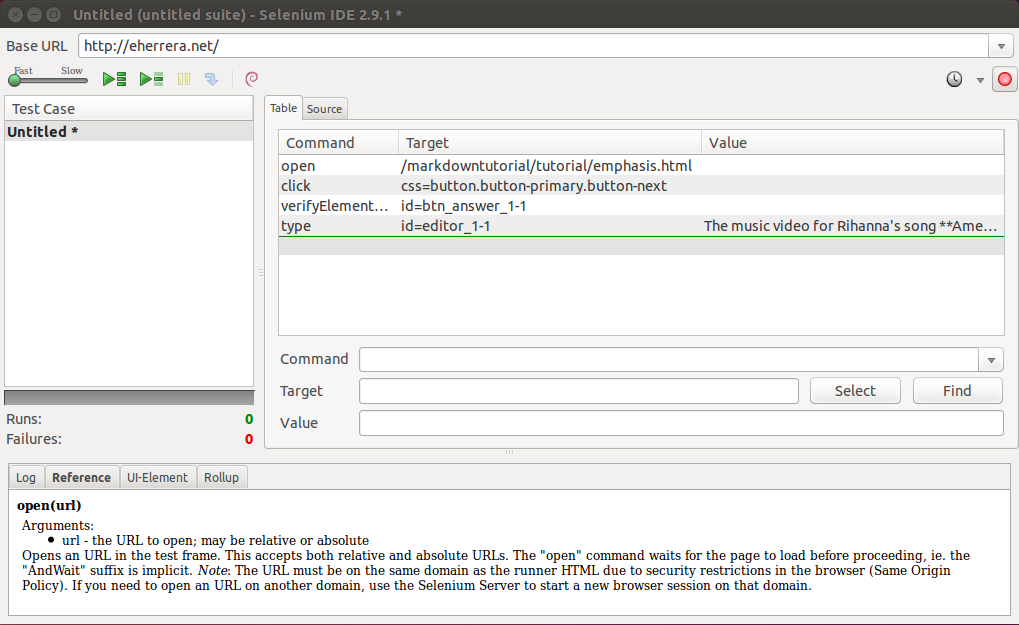 Untitled (untitled suite) - Selenium IDE 2.9.1 *
Base URL http://eherrera.net/
Fast Slow
Test Case
Untitled *
Runs: 0
Failures: 0
Table Source
Command Target Value
open /markdowntutorial/tutorial/emphasis.html
click css=button.button-primary.button-next
verifyElement... id=btn_answer_1-1
type id=editor_1-1 The music video for Rihanna's song **Ame...
Command
Target Select Find
Value
Log Reference UI-Element Rollup
open(url)
Arguments:
• url - the URL to open; may be relative or absolute
Opens an URL in the test frame. This accepts both relative and absolute URLs. The "open" command waits for the page to load before proceeding, ie. the
"AndWait" suffix is implicit. Note: The URL must be on the same domain as the runner HTML due to security restrictions in the browser (Same Origin
Policy). If you need to open an URL on another domain, use the Selenium Server to start a new browser session on that domain.